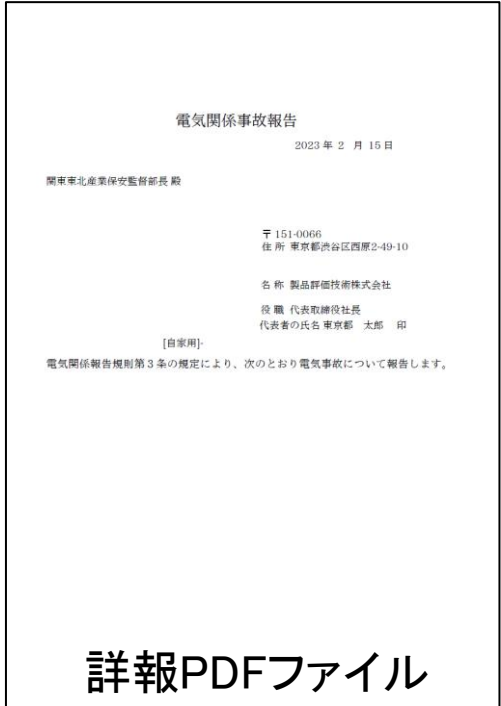 電気関係事故報告
2023 年 2 月 15 日
関東東北産業保安監督部長 殿
〒 151-0066
住 所 東京都渋谷区西原2-49-10
名 称 製品評価技術株式会社
役 職 代表取締役社長
代表者の氏名 東京都 太郎 印
[自家用]-
電気関係報告規則第３条の規定により、次のとおり電気事故について報告します。
詳報PDFファイル